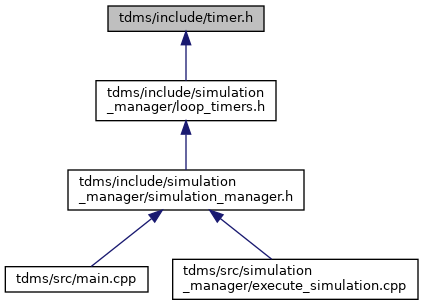 tdms/include/timer.h
tdms/include/simulation
_manager/loop_timers.h
tdms/include/simulation
_manager/simulation_manager.h
tdms/src/main.cpp
tdms/src/simulation
_manager/execute_simulation.cpp